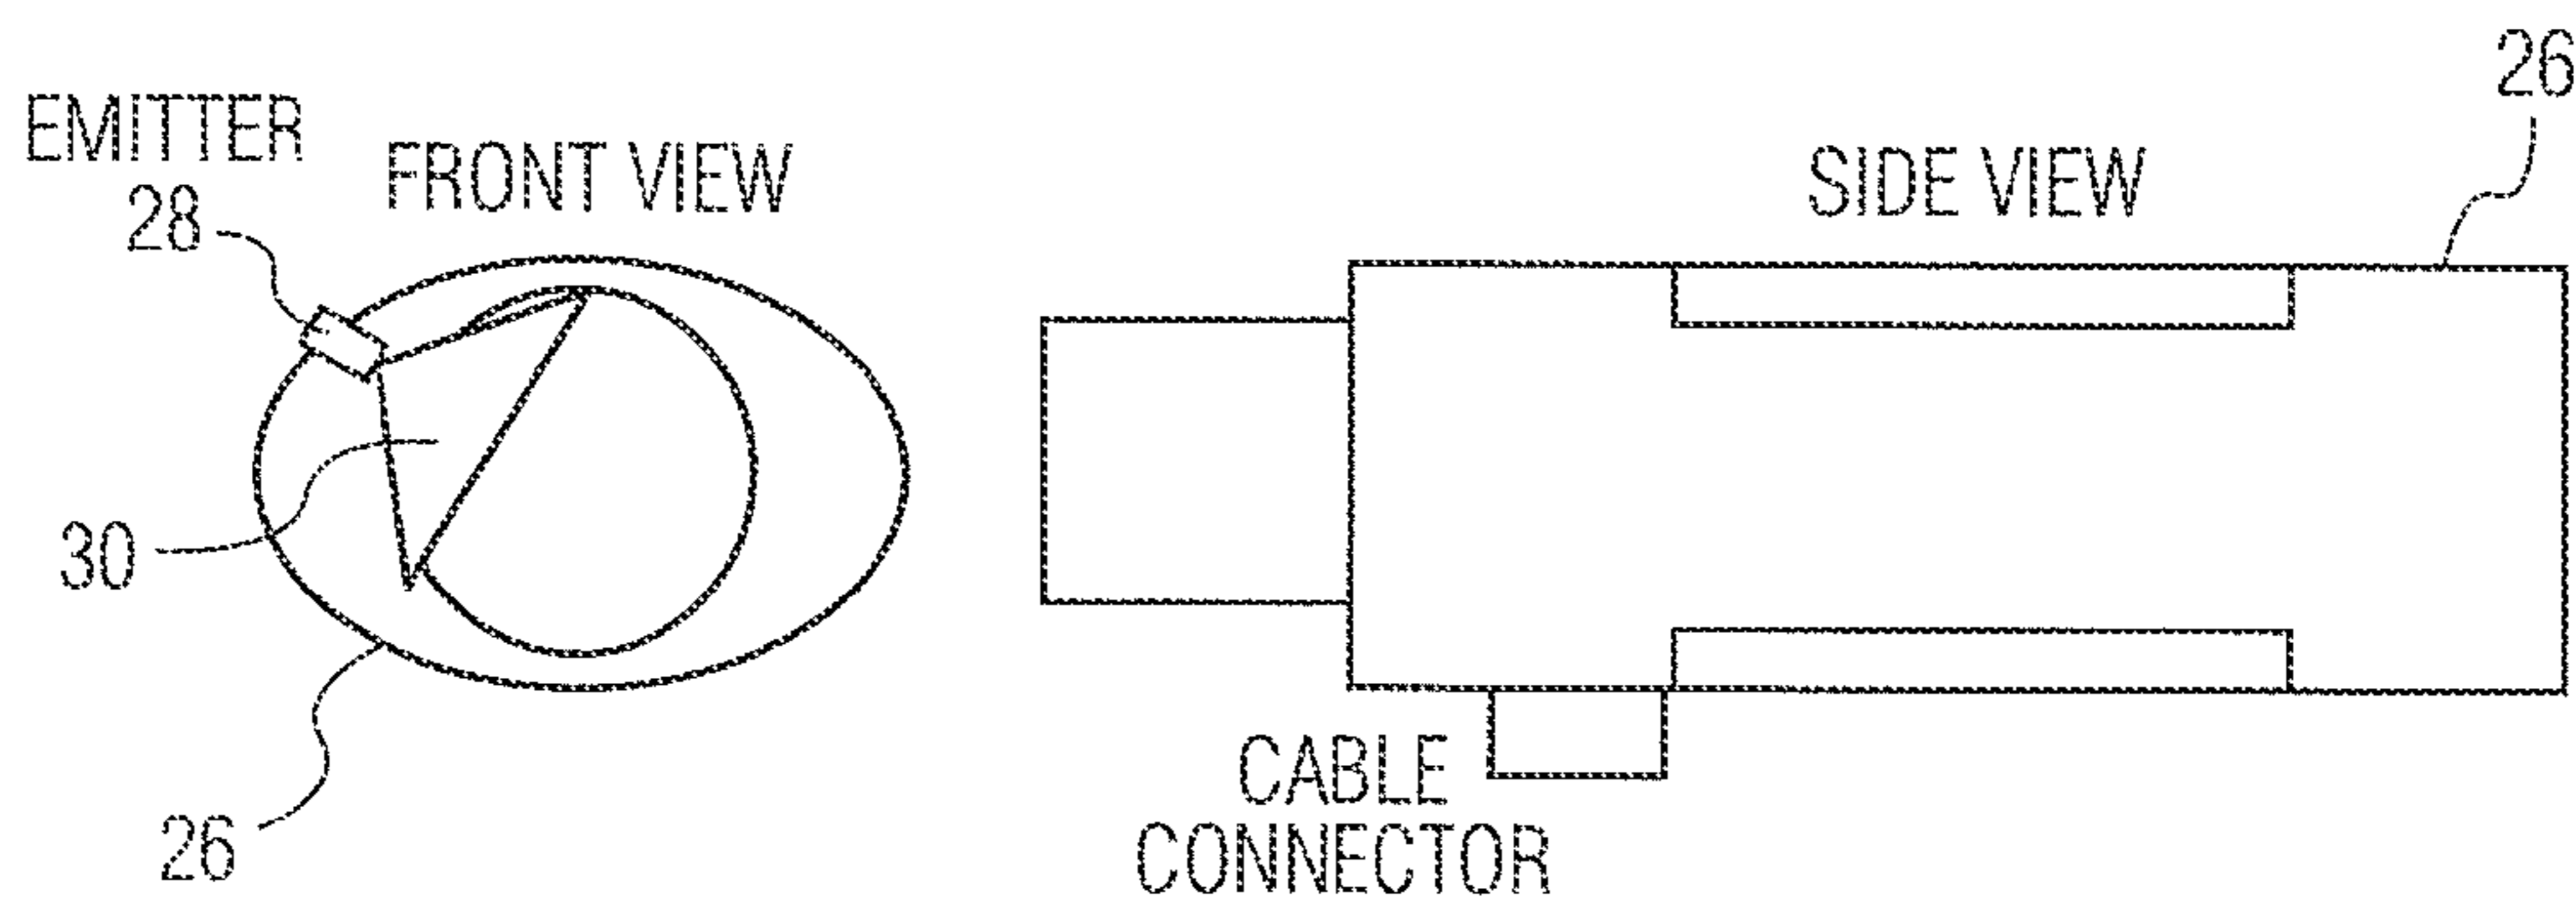 EMITTER
28
FRONT VIEW
30
26
SIDE VIEW
26
CABLE
CONNECTOR